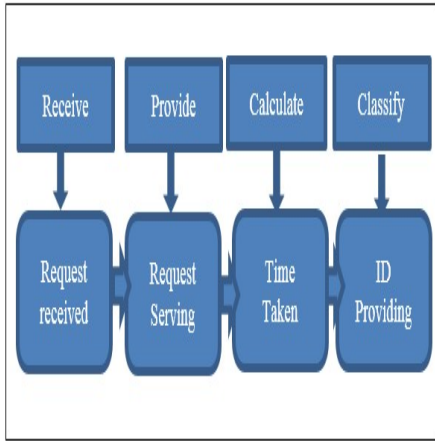 Receive
Provide
Calculate
Classify
Request
received
Request
Serving
Time
Taken
ID
Providing